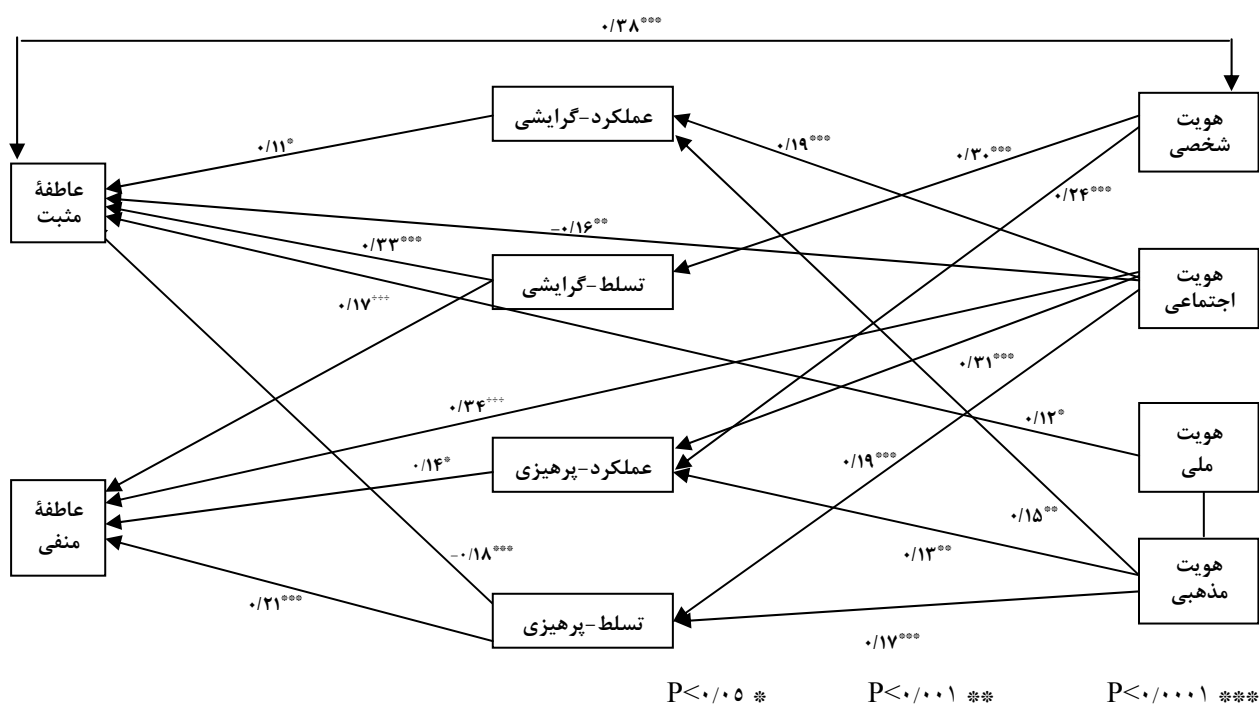 ۰/۳۸***
هویت
شخصی
عملکرد-گرایشی
۰/۱۹***
۰/۱۱*
۰/۳۰***
عاطفۀ
مثبت
۰/۲۴***
-۰/۱۶**
۰/۳۳***
هویت
اجتماعی
تسلط-گرایشی
۰/۱۷+++
۰/۳۱***
۰/۳۴+++
۰/۱۲*
هویت
ملی
عملکرد-پرهیزی
۰/۱۴*
۰/۱۹***
عاطفۀ
منفی
۰/۱۵**
۰/۱۳**
-۰/۱۸***
هویت
مذهبی
۰/۲۱***
تسلط-پرهیزی
۰/۱۷***
P<۰/۰۵ * P<۰/۰۰۱ ** P<۰/۰۰۰۱ ***